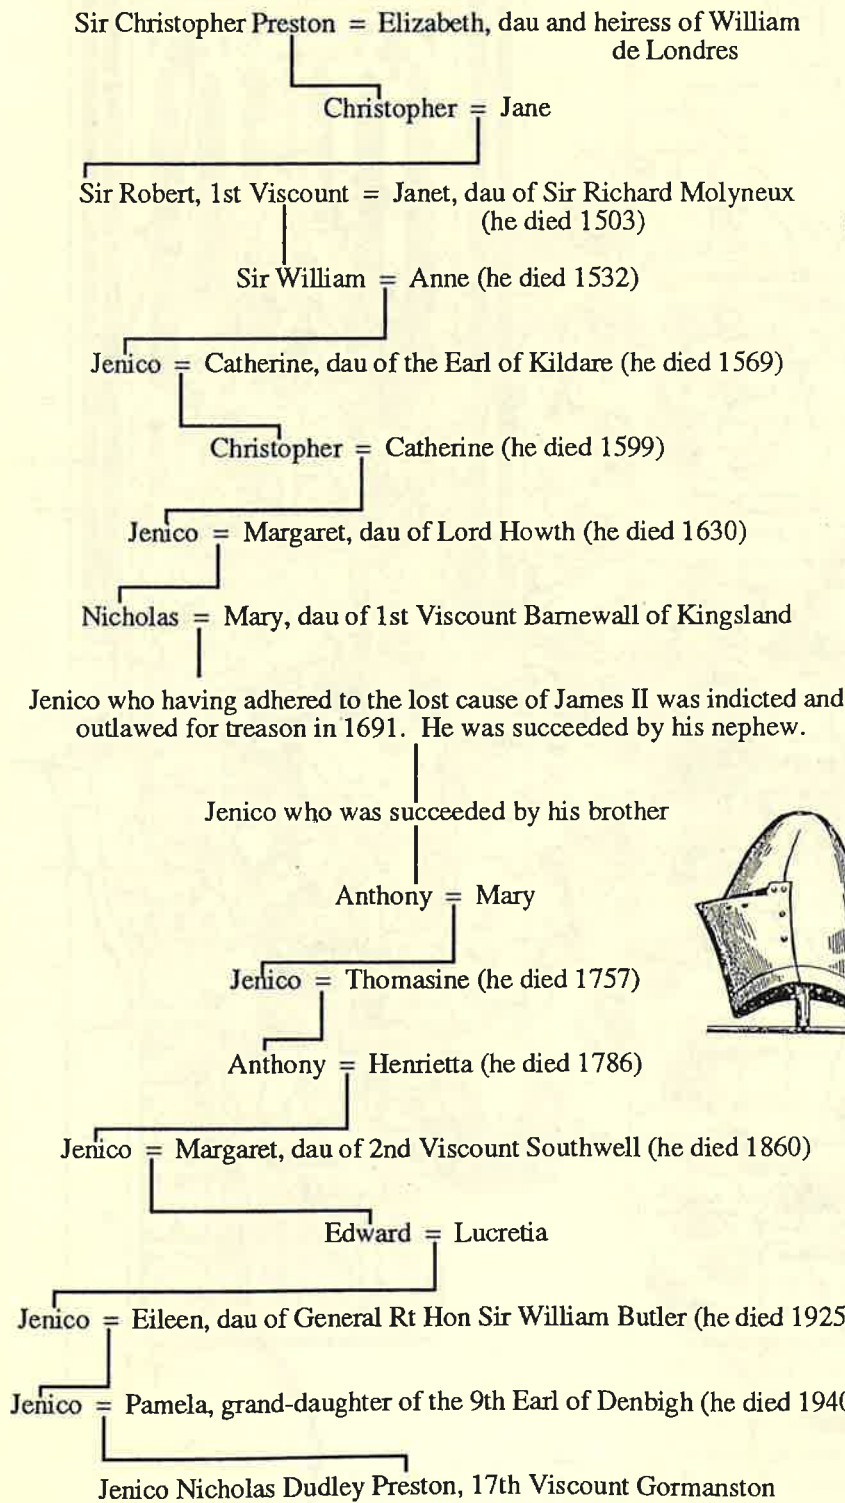 Sir Christopher Preston = Elizabeth, dau and heiress of William
de Londres
Christopher = Jane
Sir Robert, 1st Viscount = Janet, dau of Sir Richard Molyneux
(he died 1503)
Sir William = Anne (he died 1532)
Jenico = Catherine, dau of the Earl of Kildare (he died 1569)
Christopher = Catherine (he died 1599)
Jenico = Margaret, dau of Lord Howth (he died 1630)
Nicholas = Mary, dau of 1st Viscount Barnewall of Kingsland
Jenico who having adhered to the lost cause of James II was indicted and
outlawed for treason in 1691. He was succeeded by his nephew.
Jenico who was succeeded by his brother
Anthony = Mary
Jenico = Thomasine (he died 1757)
Anthony = Henrietta (he died 1786)
Jenico = Margaret, dau of 2nd Viscount Southwell (he died 1860)
Edward = Lucretia
Jenico = Eileen, dau of General Rt Hon Sir William Butler (he died 1925
Jenico = Pamela, grand-daughter of the 9th Earl of Denbigh (he died 1940
Jenico Nicholas Dudley Preston, 17th Viscount Gormanston